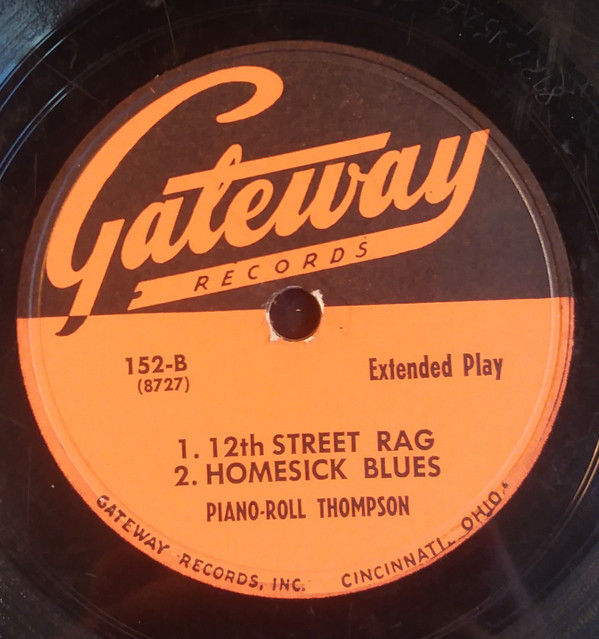 Gateway
RECORDS
152-B
(8727)
Extended Play
1. 12th STREET RAG
2. HOMESICK BLUES
PIANO-ROLL THOMPSON
GATEWAY RECORDS, INC. CINCINNATI, OHIO.